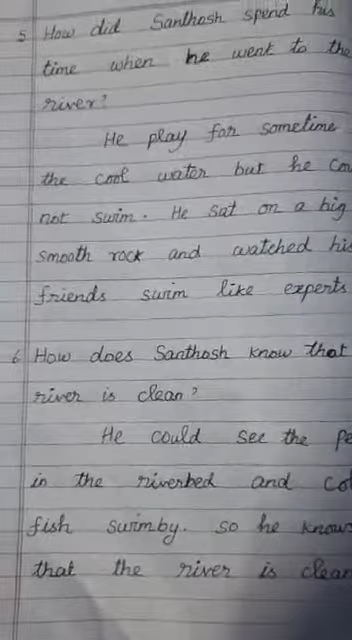 5 How did Santhosh spend his
time when he went to the
river?
He play for sometime
the cool water but he
not swim. He sat on a big
smooth rock and watched his
friends swim like experts
6 How does Santhosh know that
river is clean?
He could see the
in the riverbed and
fish swimby. so he knows
that the river is clean